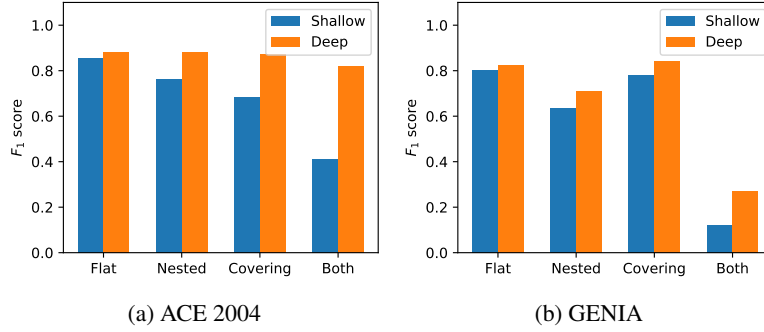 Shallow
Deep
F1 score
1.0
0.8
0.6
0.4
0.2
0.0
Flat Nested Covering Both
(a) ACE 2004
Shallow
Deep
F1 score
1.0
0.8
0.6
0.4
0.2
0.0
Flat Nested Covering Both
(b) GENIA